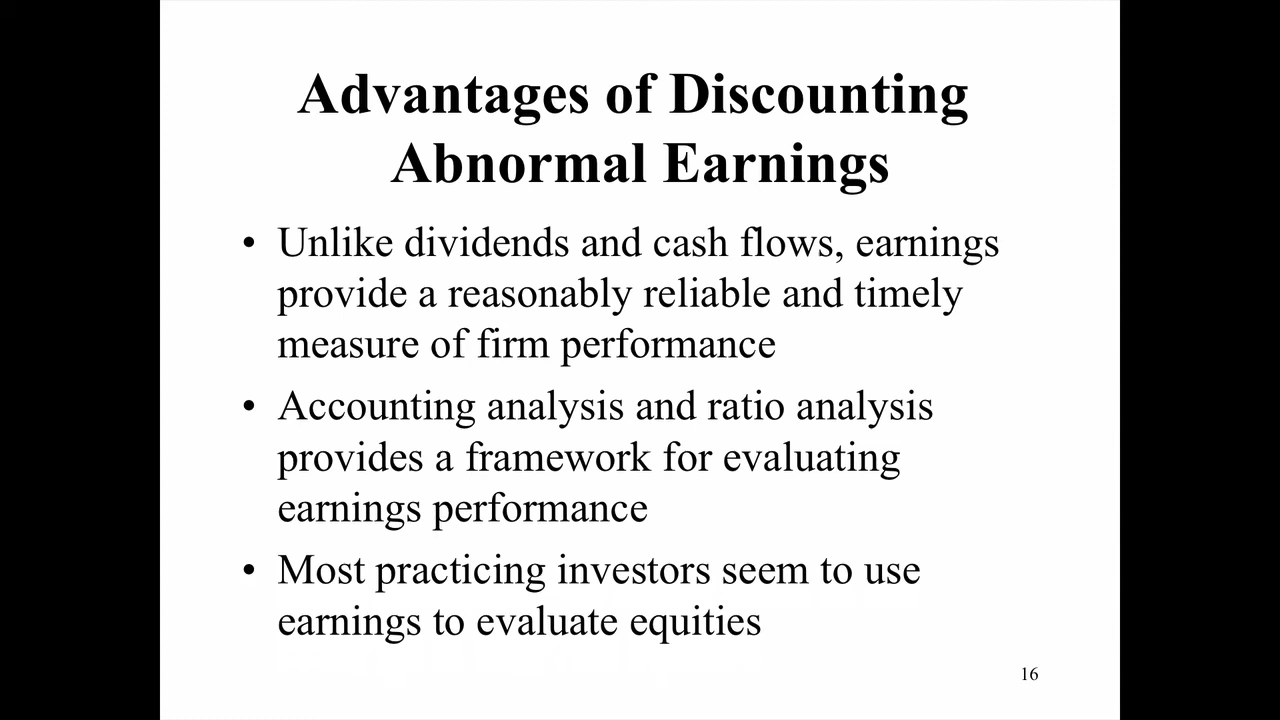 Advantages of Discounting
Abnormal Earnings
• Unlike dividends and cash flows, earnings
provide a reasonably reliable and timely
measure of firm performance
• Accounting analysis and ratio analysis
provides a framework for evaluating
earnings performance
• Most practicing investors seem to use
earnings to evaluate equities
16